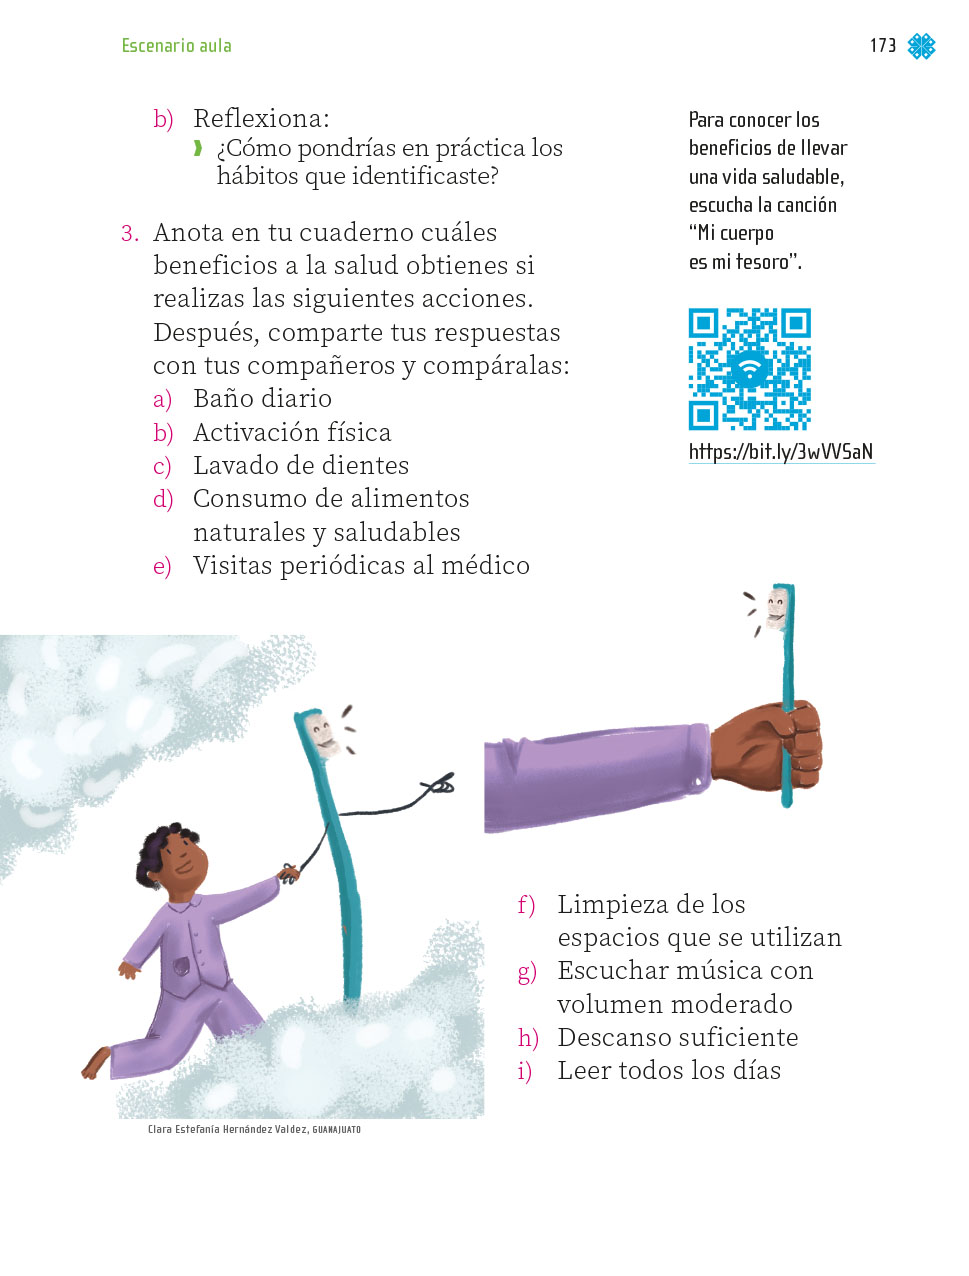 Escenario aula
173
b) Reflexiona:
¿Cómo pondrías en práctica los
hábitos que identificaste?
3. Anota en tu cuaderno cuáles
beneficios a la salud obtienes si
realizas las siguientes acciones.
Después, comparte tus respuestas
con tus compañeros y compáralas:
a) Baño diario
b) Activación física
c) Lavado de dientes
d) Consumo de alimentos
naturales y saludables
e) Visitas periódicas al médico
Para conocer los
beneficios de llevar
una vida saludable,
escucha la canción
“Mi cuerpo
es mi tesoro”.
https://bit.ly/3wVVSaN
f) Limpieza de los
espacios que se utilizan
g) Escuchar música con
volumen moderado
h) Descanso suficiente
i) Leer todos los días
Clara Estefanía Hernández Valdez, GUANAJUATO